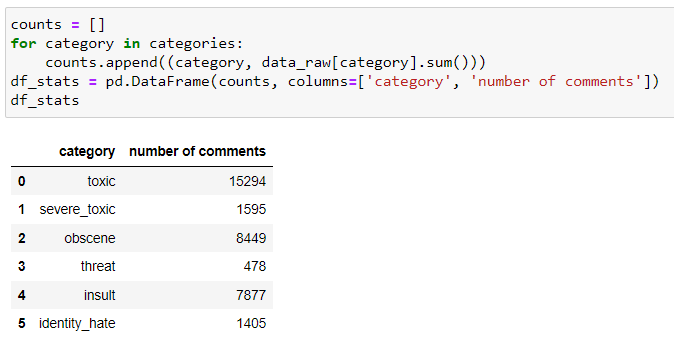 counts = []
for category in categories:
    counts.append((category, data_raw[category].sum()))
df_stats = pd.DataFrame(counts, columns=['category', 'number of comments'])
df_stats
category number of comments
0 toxic 15294
1 severe_toxic 1595
2 obscene 8449
3 threat 478
4 insult 7877
5 identity_hate 1405